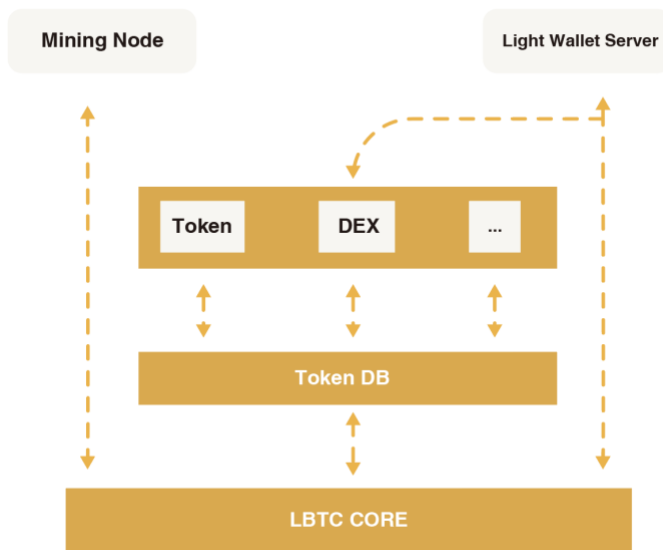 Mining Node
Light Wallet Server
Token
DEX
...
Token DB
LBTC CORE